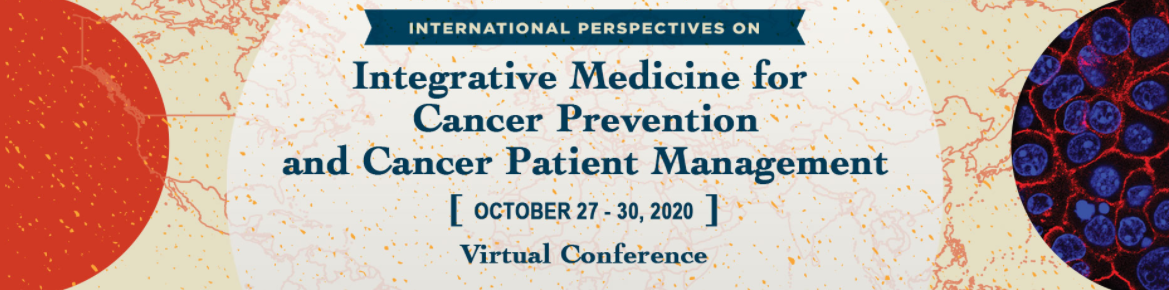 INTERNATIONAL PERSPECTIVES ON
Integrative Medicine for
Cancer Prevention
and Cancer Patient Management
[ OCTOBER 27 - 30, 2020 ]
Virtual Conference